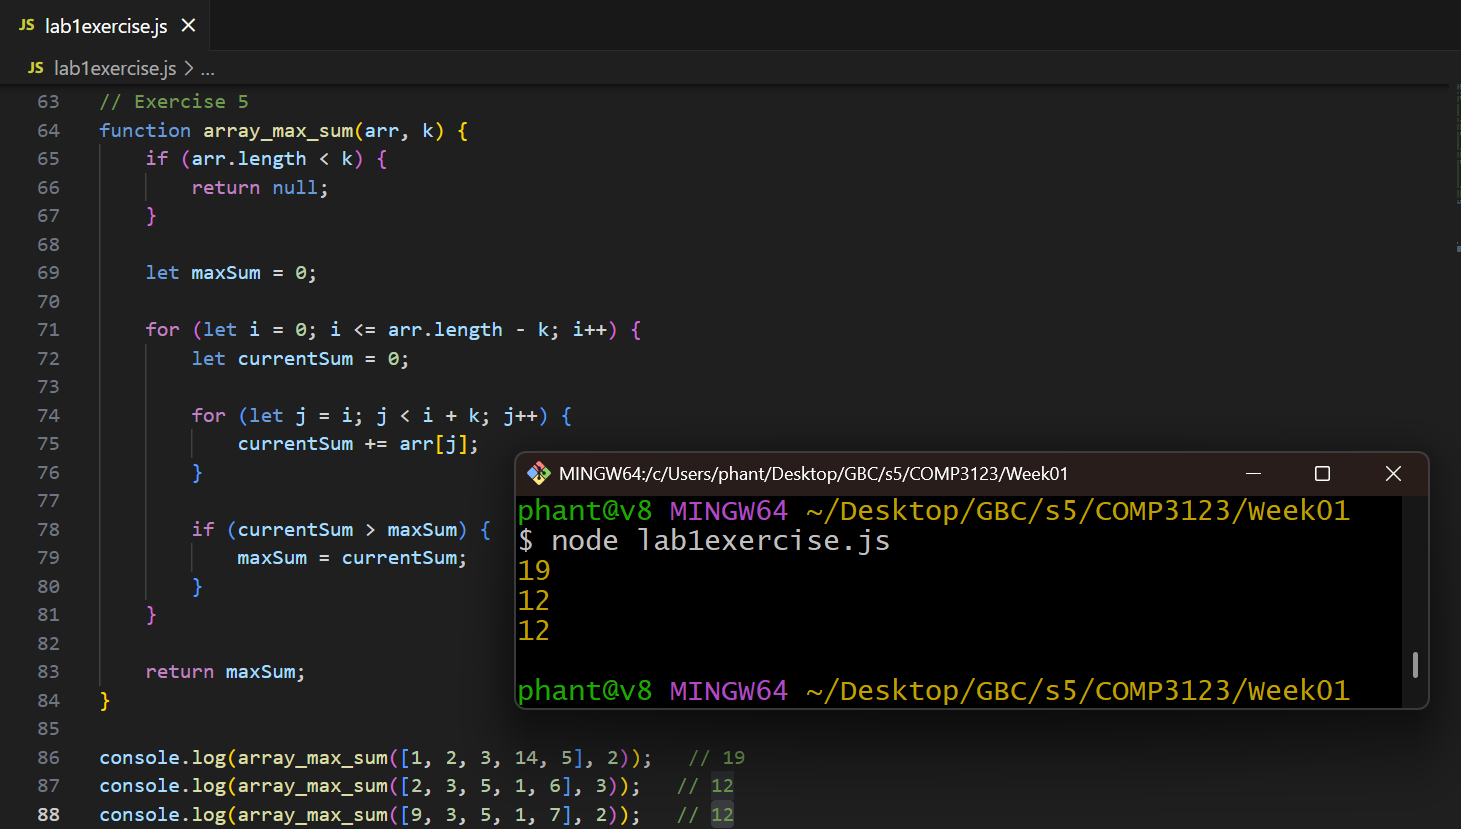 JS lab1exercise.js ×
JS lab1exercise.js > ...
63 // Exercise 5
64 function array_max_sum(arr, k) {
65     if (arr.length < k) {
66         return null;
67     }
68
69     let maxSum = 0;
70
71     for (let i = 0; i <= arr.length - k; i++) {
72         let currentSum = 0;
73
74         for (let j = i; j < i + k; j++) {
75             currentSum += arr[j];
76         }
77
78         if (currentSum > maxSum) {
79             maxSum = currentSum;
80         }
81     }
82
83     return maxSum;
84 }
85
86 console.log(array_max_sum([1, 2, 3, 14, 5], 2));   // 19
87 console.log(array_max_sum([2, 3, 5, 1, 6], 3));   // 12
88 console.log(array_max_sum([9, 3, 5, 1, 7], 2));   // 12
MINGW64:/c/Users/phant/Desktop/GBC/s5/COMP3123/Week01
phant@v8 MINGW64 ~/Desktop/GBC/s5/COMP3123/Week01
$ node lab1exercise.js
19
12
12
phant@v8 MINGW64 ~/Desktop/GBC/s5/COMP3123/Week01